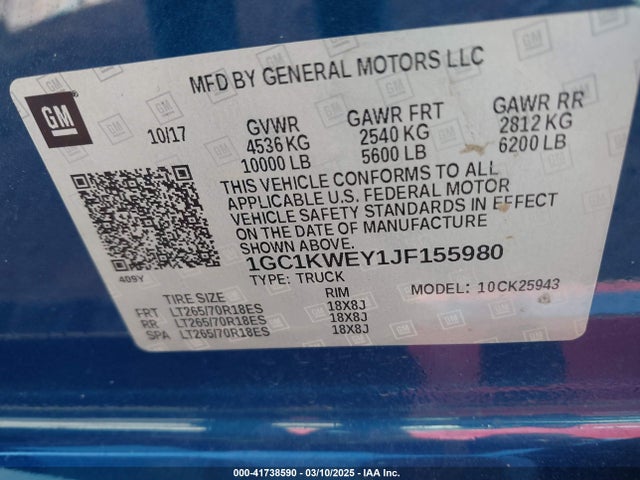 MFD BY GENERAL MOTORS LLC
GM
10/17
GVWR
4536 KG
10000 LB
GAWR FRT
2540 KG
5600 LB
GAWR RR
2812 KG
6200 LB
THIS VEHICLE CONFORMS TO ALL
APPLICABLE U.S. FEDERAL MOTOR
VEHICLE SAFETY STANDARDS IN EFFECT
ON THE DATE OF MANUFACTURE
SHOWN ABOVE.
1GC1KWEY1JF155980
409Y
TYPE: TRUCK
MODEL: 10CK25943
TIRE SIZE RIM
FRT LT265/70R18ES 18X8J
RR LT265/70R18ES 18X8J
SPA LT265/70R18ES 18X8J
000-41738590 — 03/10/2025 — IAA Inc.